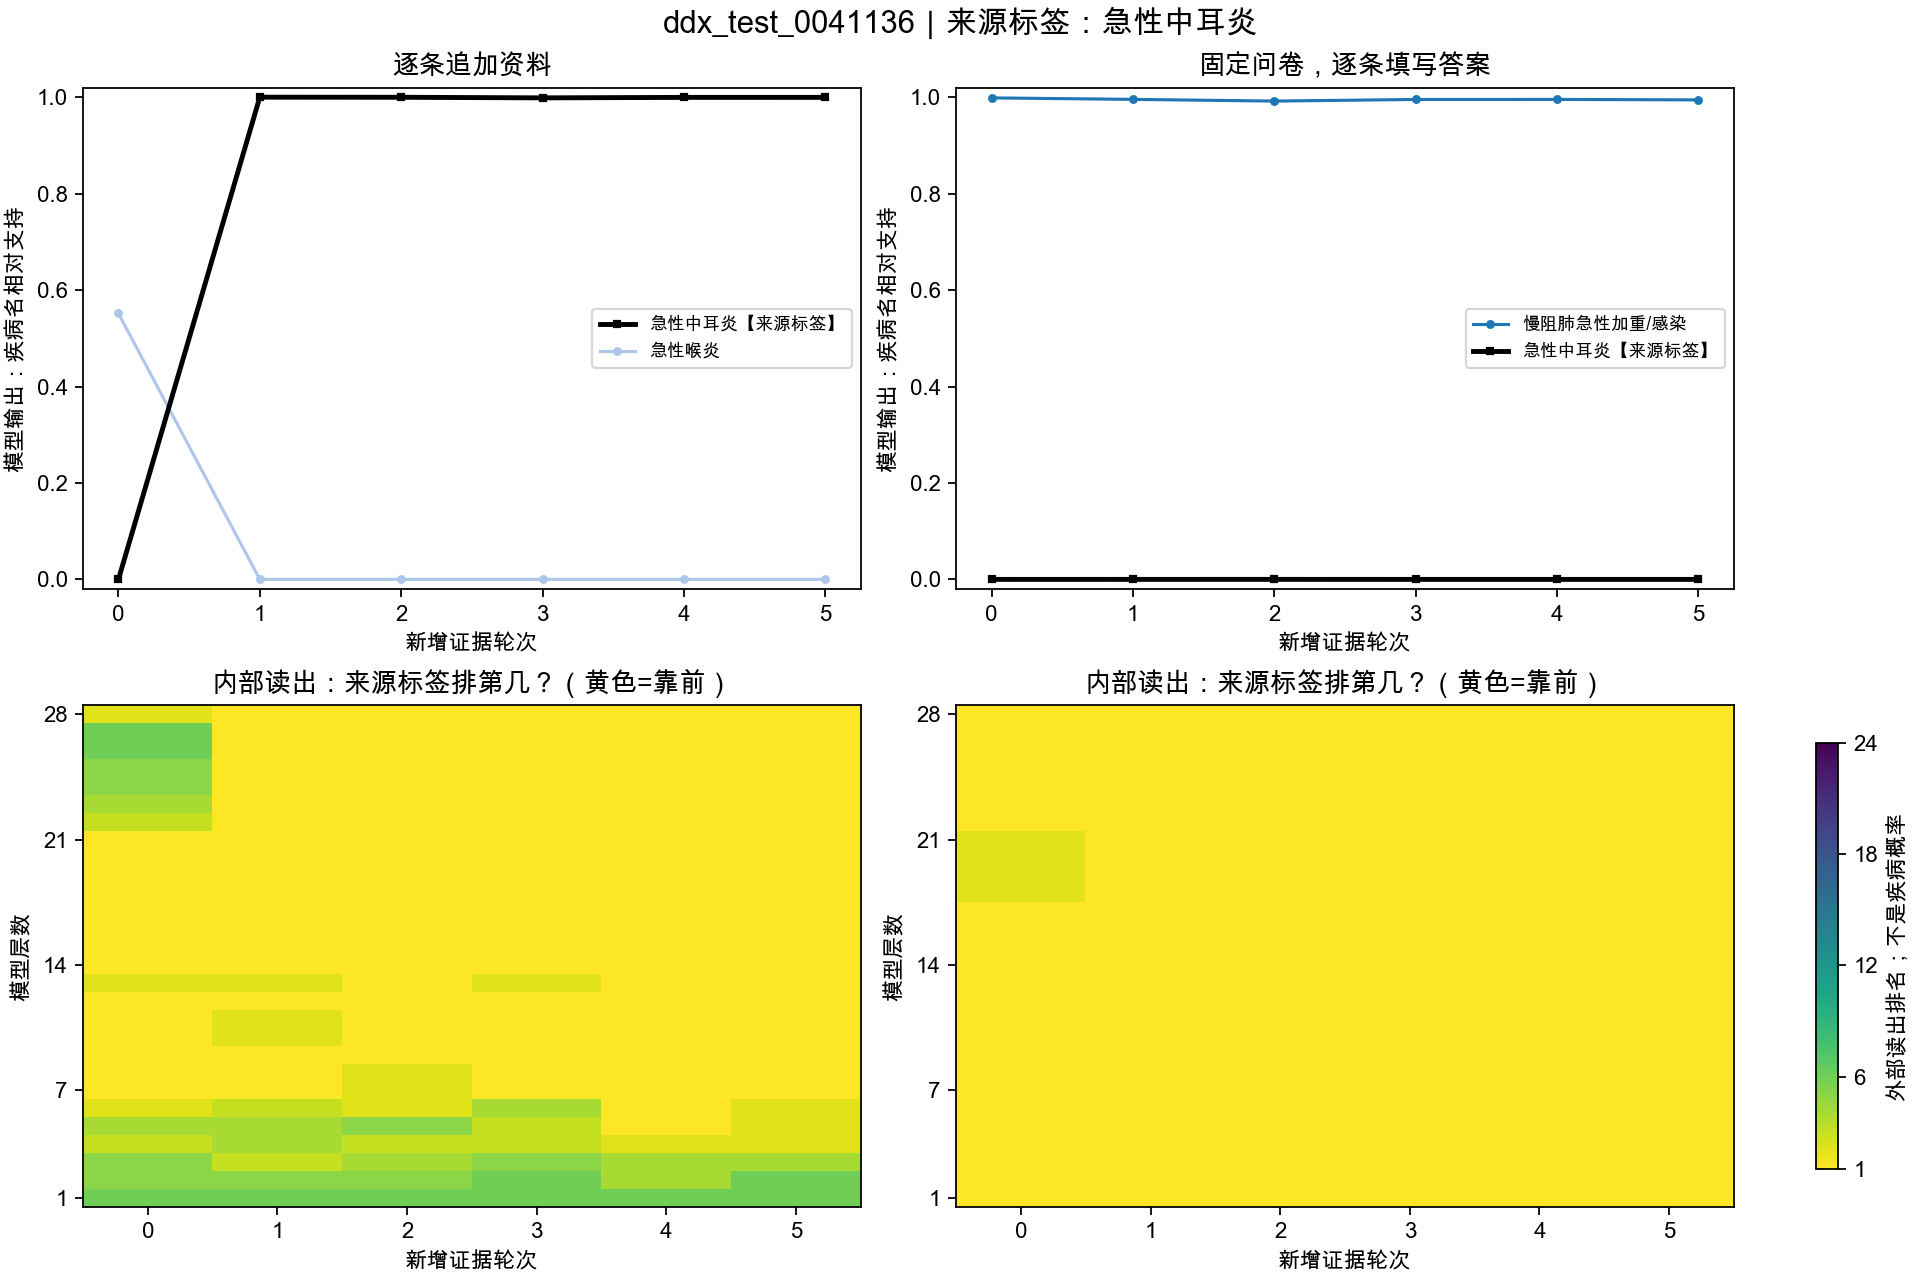 ddx_test_0041136 | 来源标签：急性中耳炎
逐条追加资料
模型输出：疾病名相对支持
1.0
0.8
0.6
0.4
0.2
0.0
急性中耳炎【来源标签】
急性喉炎
0 1 2 3 4 5
新增证据轮次
固定问卷，逐条填写答案
模型输出：疾病名相对支持
1.0
0.8
0.6
0.4
0.2
0.0
慢阻肺急性加重/感染
急性中耳炎【来源标签】
0 1 2 3 4 5
新增证据轮次
内部读出：来源标签排第几？（黄色=靠前）
模型层数
28
21
14
7
1
0 1 2 3 4 5
新增证据轮次
内部读出：来源标签排第几？（黄色=靠前）
模型层数
28
21
14
7
1
0 1 2 3 4 5
新增证据轮次
24
18
12
6
1
外部读出排名；不是疾病概率